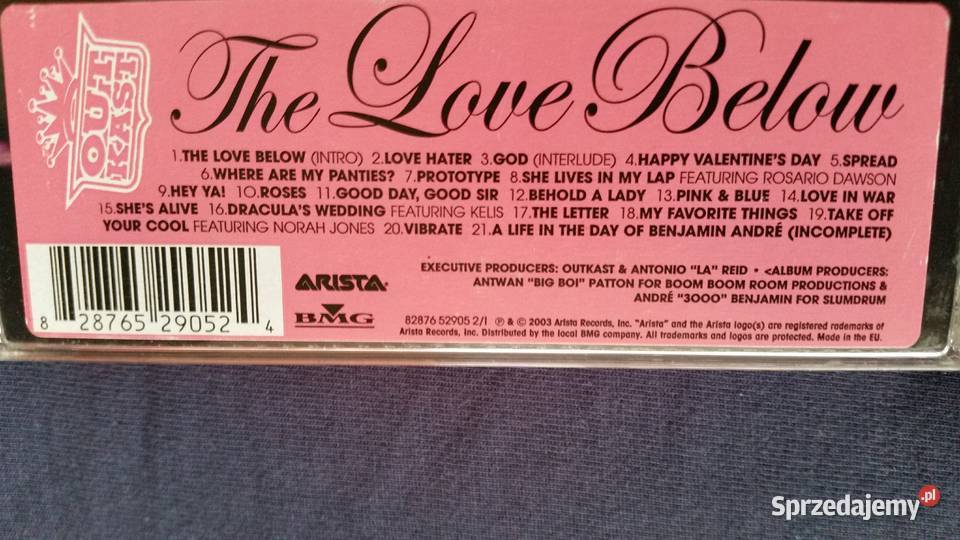 OUT
KAST
The Love Below
1.THE LOVE BELOW (INTRO) 2.LOVE HATER 3.GOD (INTERLUDE) 4.HAPPY VALENTINE'S DAY 5.SPREAD
6.WHERE ARE MY PANTIES? 7.PROTOTYPE 8.SHE LIVES IN MY LAP FEATURING ROSARIO DAWSON
9.HEY YA! 10.ROSES 11.GOOD DAY, GOOD SIR 12.BEHOLD A LADY 13.PINK & BLUE 14.LOVE IN WAR
15.SHE'S ALIVE 16.DRACULA'S WEDDING FEATURING KELIS 17.THE LETTER 18.MY FAVORITE THINGS 19.TAKE OFF
YOUR COOL FEATURING NORAH JONES 20.VIBRATE 21.A LIFE IN THE DAY OF BENJAMIN ANDRÉ (INCOMPLETE)
EXECUTIVE PRODUCERS: OUTKAST & ANTONIO "LA" REID • <ALBUM PRODUCERS:
ANTWAN "BIG BOI" PATTON FOR BOOM BOOM ROOM PRODUCTIONS &
ANDRÉ "3000" BENJAMIN FOR SLUMDRUM
ARISTA
BMG
82876 52905 2/1 ℗ & © 2003 Arista Records, Inc. "Arista" and the Arista logo(s) are registered trademarks of
Arista Records, Inc. Distributed by the local BMG company. All trademarks and logos are protected. Made in the EU.
8 28765 29052 4
Sprzedajemy.pl